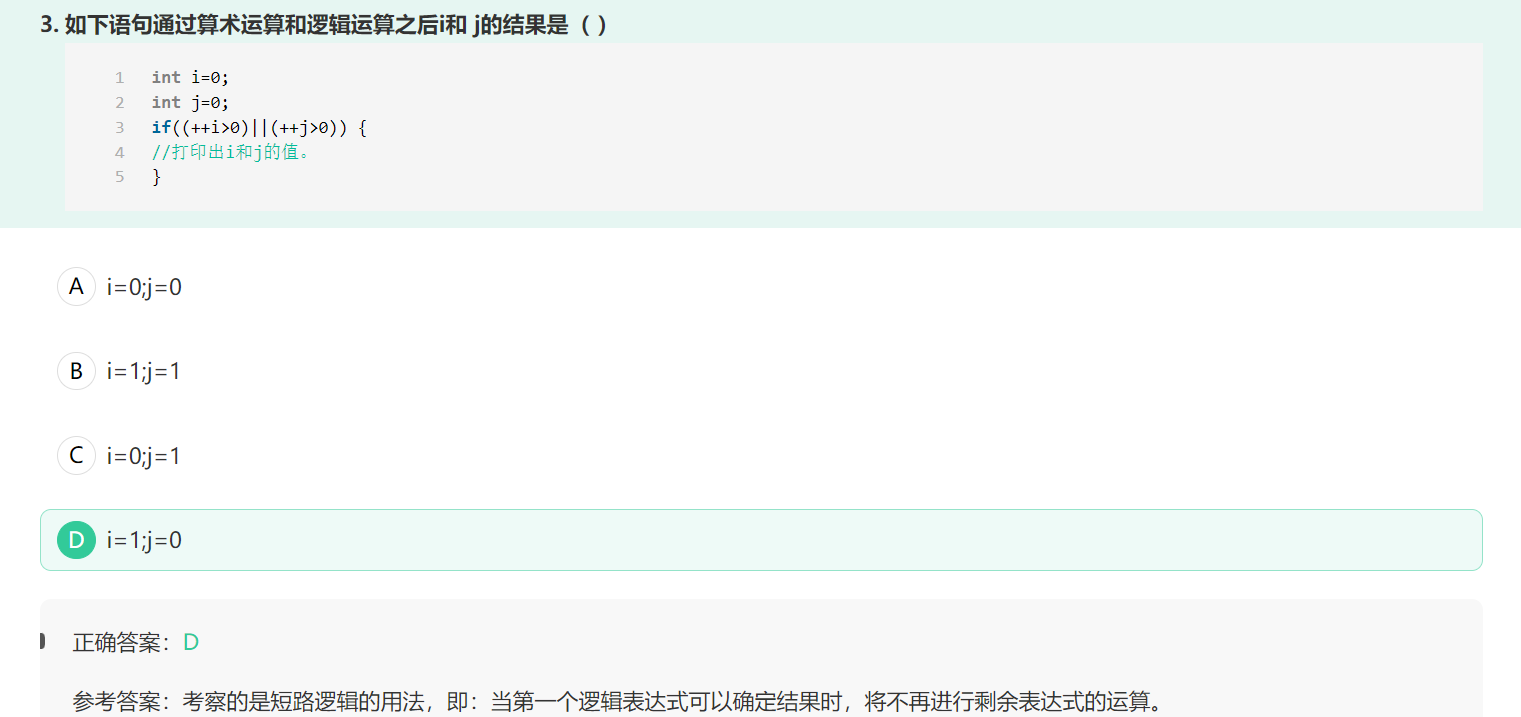 3. 如下语句通过算术运算和逻辑运算之后i和 j的结果是（ ）
1 int i=0;
2 int j=0;
3 if((++i>0)||(++j>0)) {
4 //打印出i和j的值。
5 }
A i=0;j=0
B i=1;j=1
C i=0;j=1
D i=1;j=0
正确答案：D
参考答案：考察的是短路逻辑的用法，即：当第一个逻辑表达式可以确定结果时，将不再进行剩余表达式的运算。